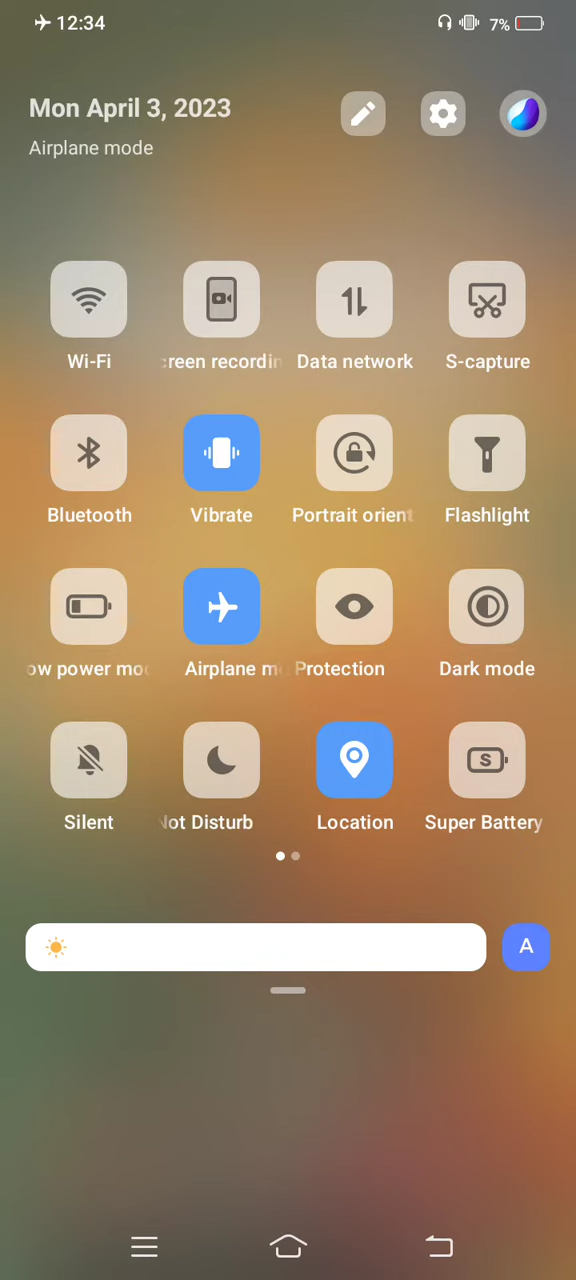 12:34
7%
Mon April 3, 2023
Airplane mode
Wi-Fi
creen recordin
Data network
S-capture
Bluetooth
Vibrate
Portrait orient
Flashlight
ow power mod
Airplane m
Protection
Dark mode
Silent
Not Disturb
Location
Super Battery
S
A